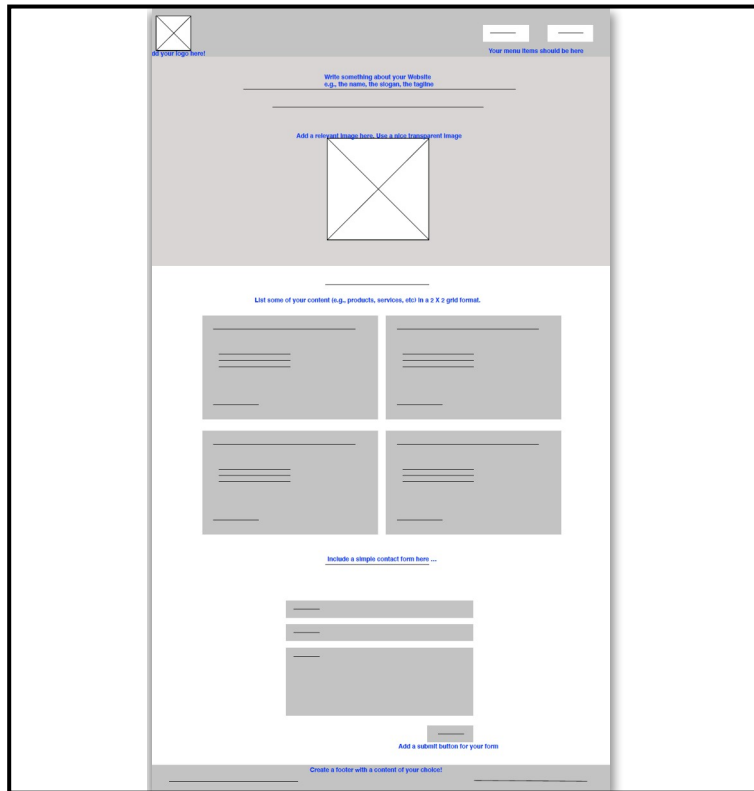 dd your logo here!
Your menu items should be here
Write something about your Website
e.g., the name, the slogan, the tagline
Add a relevant image here. Use a nice transparent image
List some of your content (e.g., products, services, etc) in a 2 X 2 grid format.
Include a simple contact form here ...
Add a submit button for your form
Create a footer with a content of your choice!